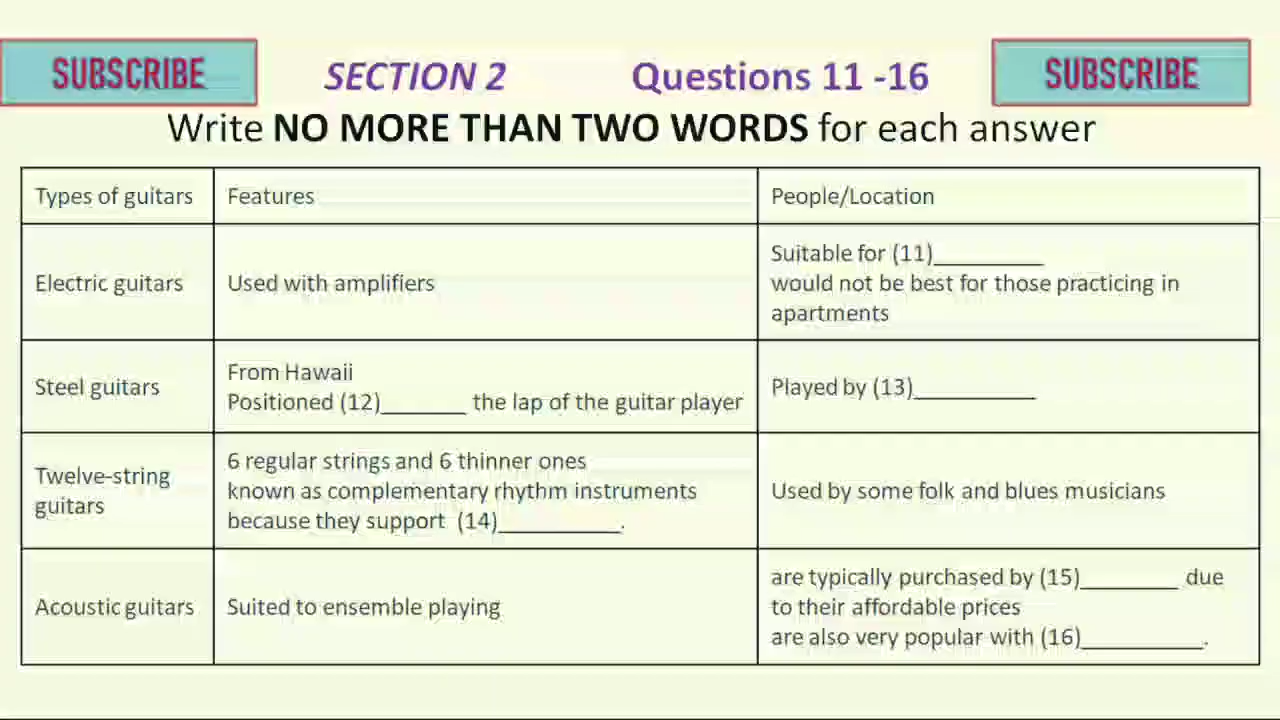 SUBSCRIBE
SECTION 2 Questions 11 -16
SUBSCRIBE
Write NO MORE THAN TWO WORDS for each answer
Types of guitars
Features
People/Location
Electric guitars
Used with amplifiers
Suitable for (11)_________
would not be best for those practicing in
apartments
Steel guitars
From Hawaii
Positioned (12)_______ the lap of the guitar player
Played by (13)__________
Twelve-string
guitars
6 regular strings and 6 thinner ones
known as complementary rhythm instruments
because they support (14)__________.
Used by some folk and blues musicians
Acoustic guitars
Suited to ensemble playing
are typically purchased by (15)________ due
to their affordable prices
are also very popular with (16)__________.